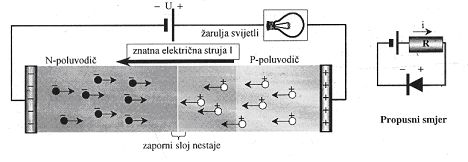 − U +
žarulja svijetli
znatna električna struja I
N-poluvodič
P-poluvodič
zaporni sloj nestaje
i
R
− +
Propusni smjer